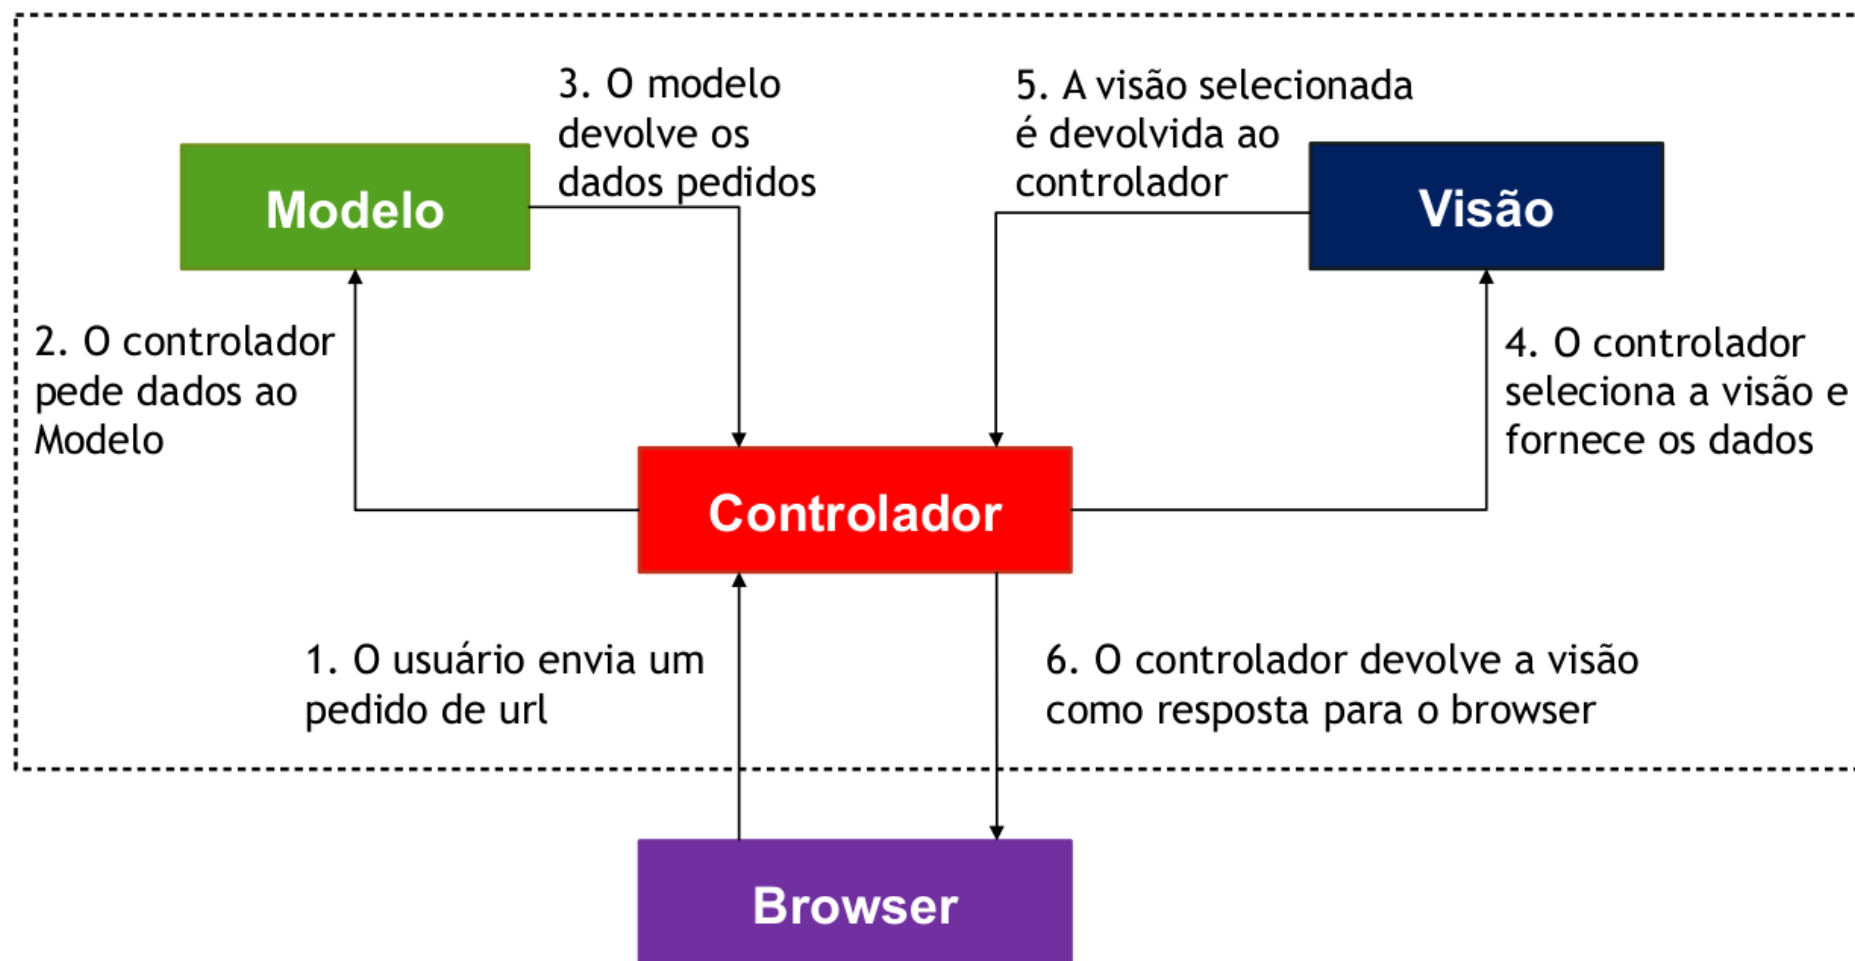 3. O modelo
devolve os
dados pedidos
5. A visão selecionada
é devolvida ao
controlador
Modelo
Visão
2. O controlador
pede dados ao
Modelo
4. O controlador
seleciona a visão e
fornece os dados
Controlador
1. O usuário envia um
pedido de url
6. O controlador devolve a visão
como resposta para o browser
Browser